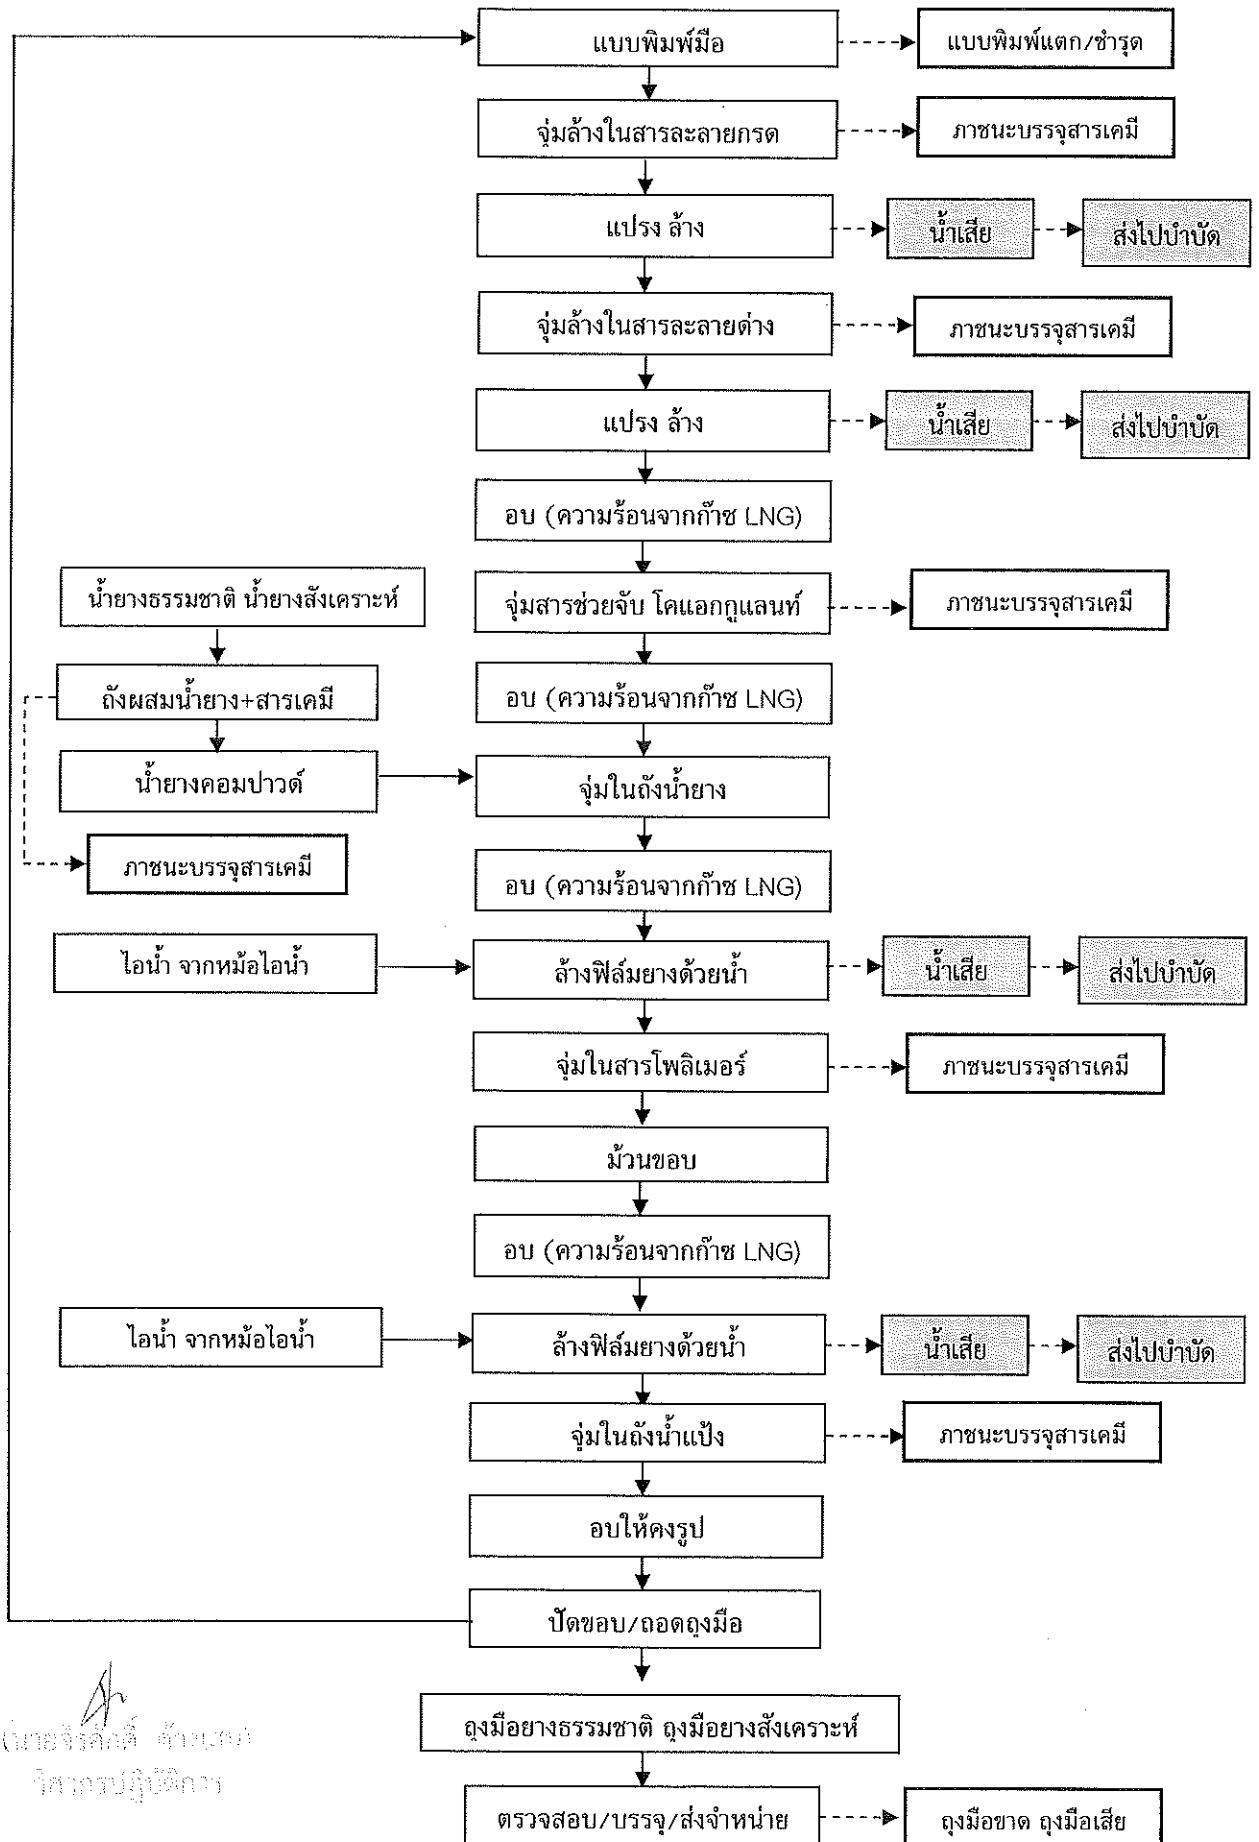 แบบพิมพ์มือ
แบบพิมพ์แตก/ชำรุด
จุ่มล้างในสารละลายกรด
ภาชนะบรรจุสารเคมี
แปรง ล้าง
น้ำเสีย
ส่งไปบำบัด
จุ่มล้างในสารละลายด่าง
ภาชนะบรรจุสารเคมี
แปรง ล้าง
น้ำเสีย
ส่งไปบำบัด
อบ (ความร้อนจากก๊าซ LNG)
น้ำยางธรรมชาติ น้ำยางสังเคราะห์
จุ่มสารช่วยจับ โคแอกกูแลนท์
ภาชนะบรรจุสารเคมี
ถังผสมน้ำยาง+สารเคมี
อบ (ความร้อนจากก๊าซ LNG)
น้ำยางคอมปาวด์
จุ่มในถังน้ำยาง
ภาชนะบรรจุสารเคมี
อบ (ความร้อนจากก๊าซ LNG)
ไอน้ำ จากหม้อไอน้ำ
ล้างฟิล์มยางด้วยน้ำ
น้ำเสีย
ส่งไปบำบัด
จุ่มในสารโพลิเมอร์
ภาชนะบรรจุสารเคมี
ม้วนขอบ
อบ (ความร้อนจากก๊าซ LNG)
ไอน้ำ จากหม้อไอน้ำ
ล้างฟิล์มยางด้วยน้ำ
น้ำเสีย
ส่งไปบำบัด
จุ่มในถังน้ำแป้ง
ภาชนะบรรจุสารเคมี
อบให้คงรูป
ปัดขอบ/ถอดถุงมือ
ถุงมือยางธรรมชาติ ถุงมือยางสังเคราะห์
วิศวกรปฏิบัติการ
ตรวจสอบ/บรรจุ/ส่งจำหน่าย
ถุงมือขาด ถุงมือเสีย